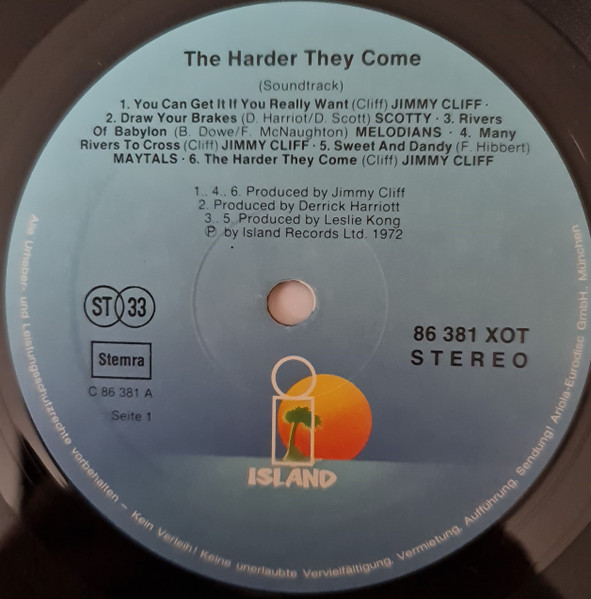 The Harder They Come
(Soundtrack)
1. You Can Get It If You Really Want (Cliff) JIMMY CLIFF ·
2. Draw Your Brakes (D. Harriot/D. Scott) SCOTTY · 3. Rivers
Of Babylon (B. Dowe/F. McNaughton) MELODIANS · 4. Many
Rivers To Cross (Cliff) JIMMY CLIFF · 5. Sweet And Dandy (F. Hibbert)
MAYTALS · 6. The Harder They Come (Cliff) JIMMY CLIFF
1.. 4.. 6. Produced by Jimmy Cliff
2. Produced by Derrick Harriott
3.. 5. Produced by Leslie Kong
℗ by Island Records Ltd. 1972
ST 33
Stemra
C 86 381 A
Seite 1
86 381 XOT
STEREO
ISLAND
Alle Urheber- und Leistungsschutzrechte vorbehalten – Kein Verleih! Keine unerlaubte Vervielfältigung, Vermietung, Aufführung, Sendung! Ariola-Eurodisc GmbH, München